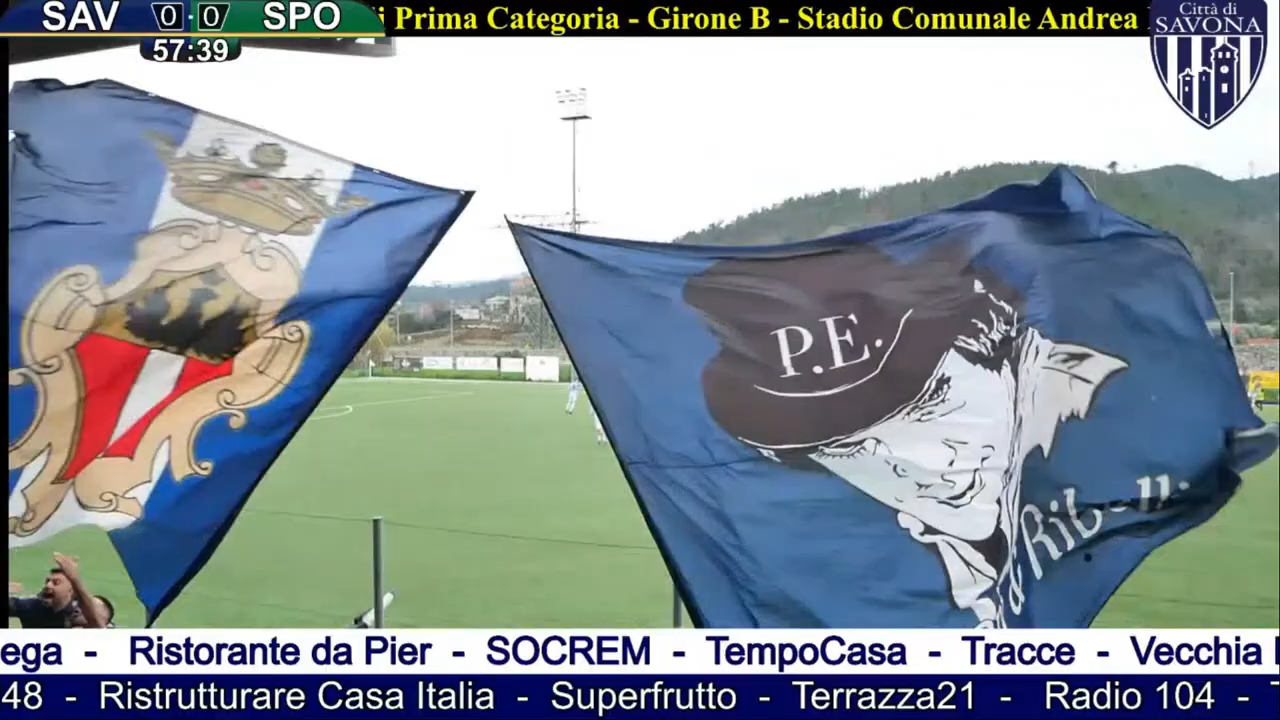 SAV 0 0 SPO
57:39
Prima Categoria - Girone B - Stadio Comunale Andrea
Città di
SAVONA
P.E.
ega - Ristorante da Pier - SOCREM - TempoCasa - Tracce - Vecchia
48 - Ristrutturare Casa Italia - Superfrutto - Terrazza21 - Radio 104 -